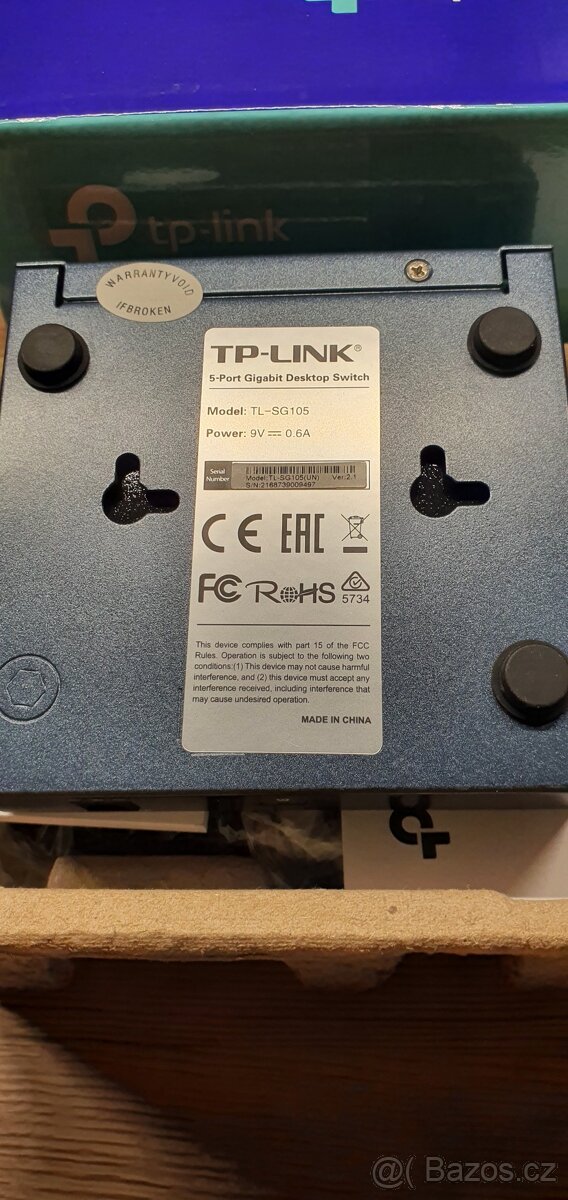 tp-link
WARRANTY VOID
IF BROKEN
TP-LINK®
5-Port Gigabit Desktop Switch
Model: TL-SG105
Power: 9V⎓0.6A
Serial
Number
Model:TL-SG105(UN) Ver:2.1
S/N:2168739009497
CE EAC
FC RoHS
5734
This device complies with part 15 of the FCC
Rules. Operation is subject to the following two
conditions:(1) This device may not cause harmful
interference, and (2) this device must accept any
interference received, including interference that
may cause undesired operation.
MADE IN CHINA
@ Bazoš.cz